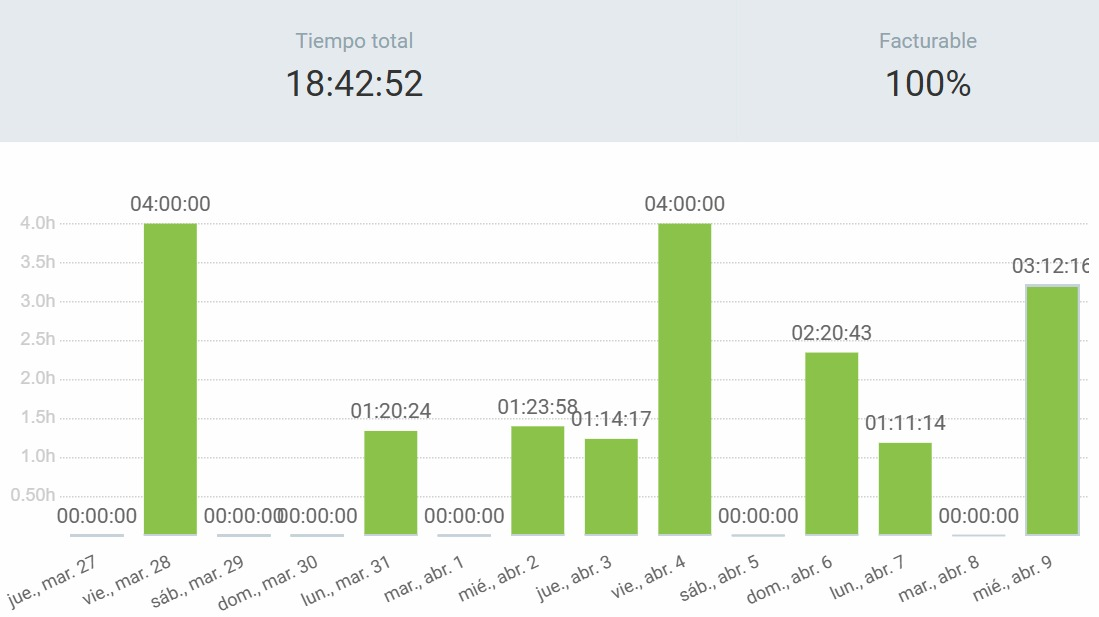 Tiempo total
Facturable
18:42:52
100%
04:00:00
04:00:00
4.0h
3.5h
03:12:16
3.0h
02:20:43
2.5h
2.0h
01:20:24
01:23:58
01:14:17
01:11:14
1.5h
1.0h
0.50h
00:00:00
00:00:00
00:00:00
00:00:00
00:00:00
00:00:00
jue., mar. 27
vie., mar. 28
sáb., mar. 29
dom., mar. 30
lun., mar. 31
mar., abr. 1
mié., abr. 2
jue., abr. 3
vie., abr. 4
sáb., abr. 5
dom., abr. 6
lun., abr. 7
mar., abr. 8
mié., abr. 9